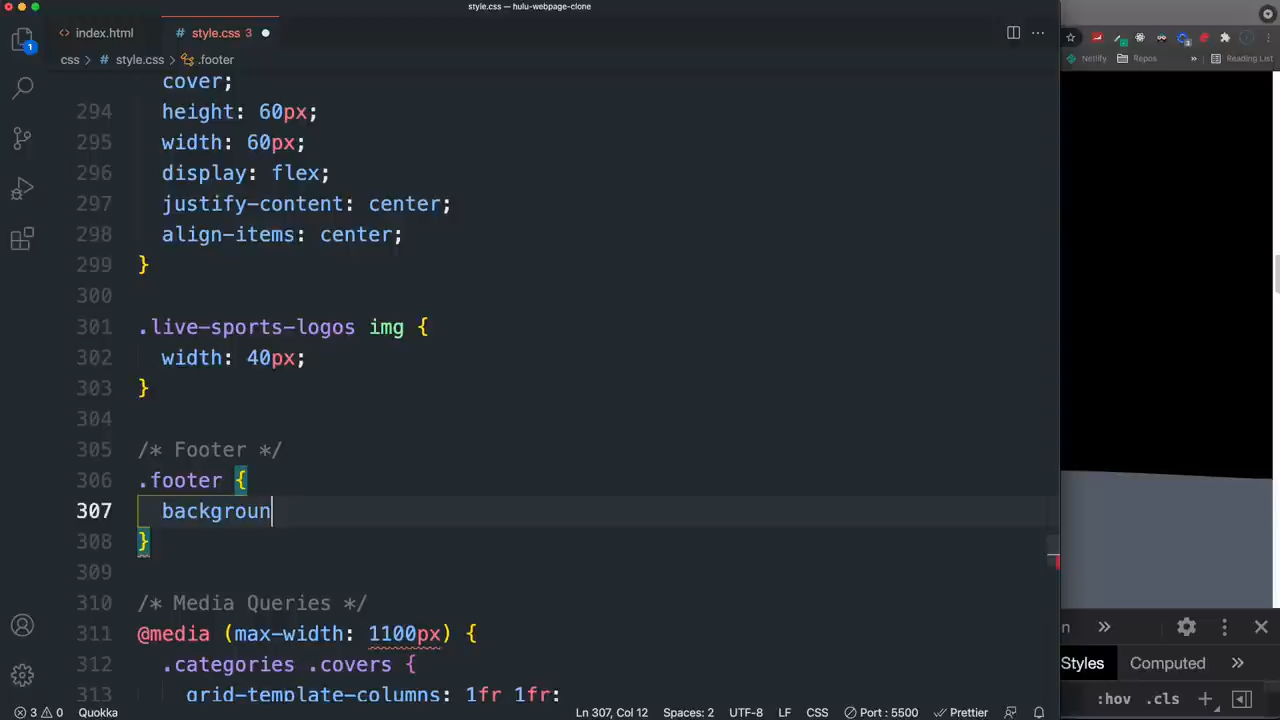 style.css — hulu-webpage-clone
index.html
style.css 3
css > style.css > .footer
cover;
294 height: 60px;
295 width: 60px;
296 display: flex;
297 justify-content: center;
298 align-items: center;
299 }
300
301 .live-sports-logos img {
302 width: 40px;
303 }
304
305 /* Footer */
306 .footer {
307 backgroun
308 }
309
310 /* Media Queries */
311 @media (max-width: 1100px) {
312 .categories .covers {
313 grid-template-columns: 1fr 1fr;
1
Netlify Repos » Reading List
n »
Styles Computed »
:hov .cls +
3 0 Quokka Ln 307, Col 12 Spaces: 2 UTF-8 LF CSS Port : 5500 Prettier